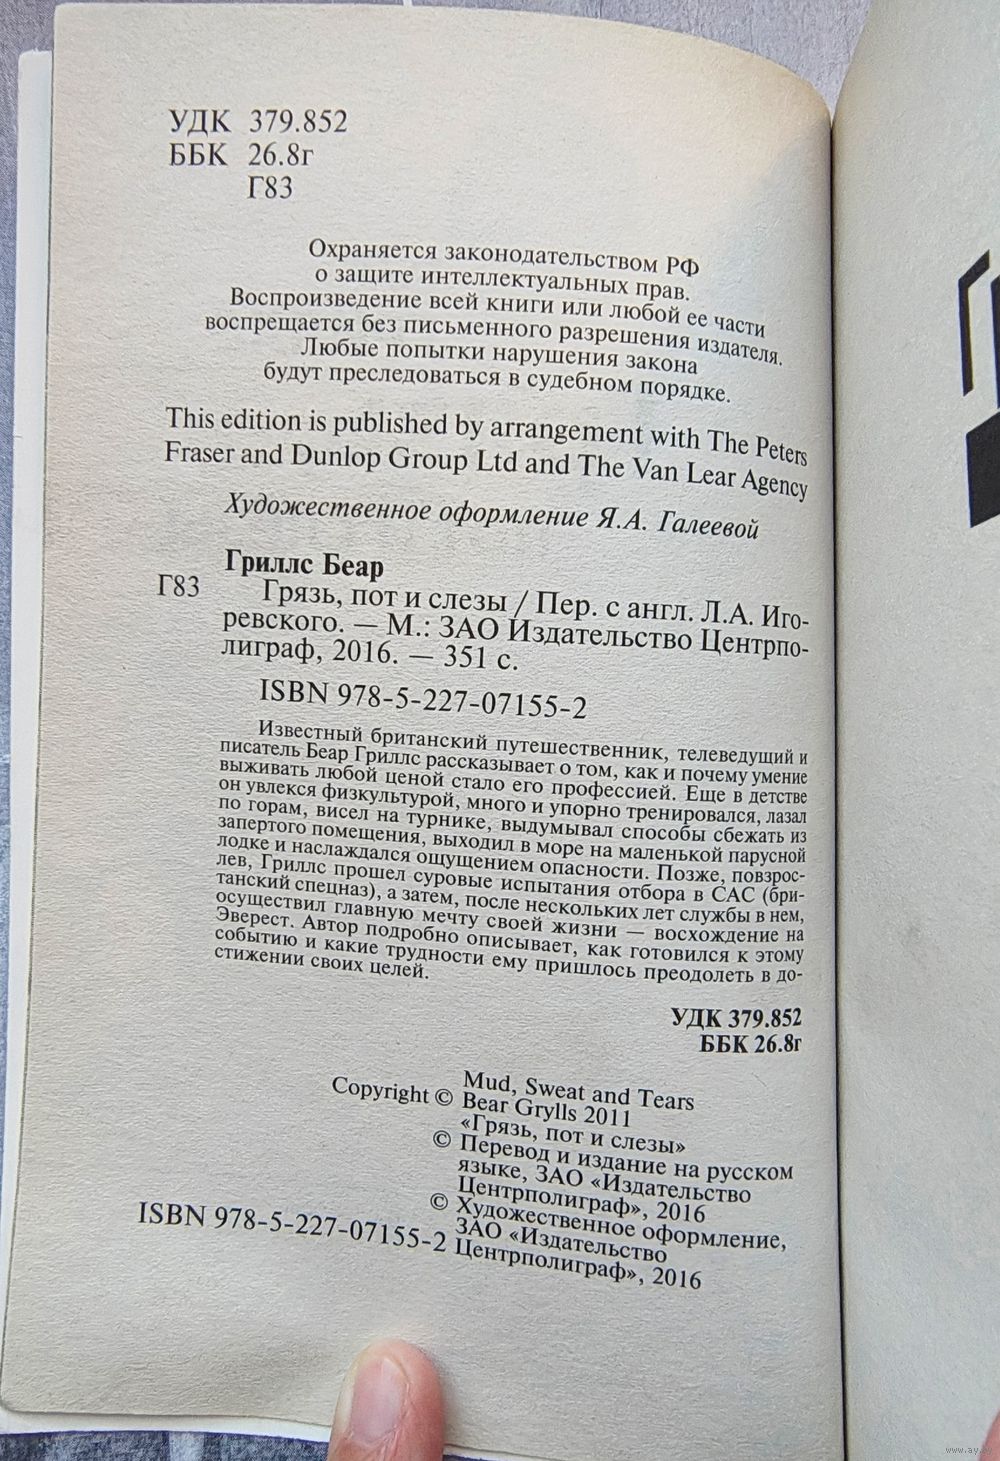 УДК 379.852
ББК 26.8г
Г83
Охраняется законодательством РФ
о защите интеллектуальных прав.
Воспроизведение всей книги или любой ее части
воспрещается без письменного разрешения издателя.
Любые попытки нарушения закона
будут преследоваться в судебном порядке.
This edition is published by arrangement with The Peters
Fraser and Dunlop Group Ltd and The Van Lear Agency
Художественное оформление Я.А. Галеевой
Гриллс Беар
Г83 Грязь, пот и слезы / Пер. с англ. Л.А. Иго-
ревского. — М.: ЗАО Издательство Центрпо-
лиграф, 2016. — 351 с.
ISBN 978-5-227-07155-2
Известный британский путешественник, телеведущий и
писатель Беар Гриллс рассказывает о том, как и почему умение
выживать любой ценой стало его профессией. Еще в детстве
он увлекся физкультурой, много и упорно тренировался, лазал
по горам, висел на турнике, выдумывал способы сбежать из
запертого помещения, выходил в море на маленькой парусной
лодке и наслаждался ощущением опасности. Позже, повзрос-
лев, Гриллс прошел суровые испытания отбора в САС (бри-
танский спецназ), а затем, после нескольких лет службы в нем,
осуществил главную мечту своей жизни — восхождение на
Эверест. Автор подробно описывает, как готовился к этому
событию и какие трудности ему пришлось преодолеть в до-
стижении своих целей.
УДК 379.852
ББК 26.8г
Mud, Sweat and Tears
Copyright © Bear Grylls 2011
«Грязь, пот и слезы»
© Перевод и издание на русском
языке, ЗАО «Издательство
Центрполиграф», 2016
© Художественное оформление,
ЗАО «Издательство
ISBN 978-5-227-07155-2 Центрполиграф», 2016